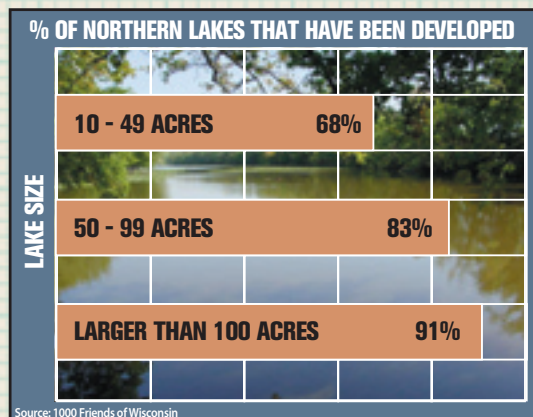 % OF NORTHERN LAKES THAT HAVE BEEN DEVELOPED
LAKE SIZE
10 - 49 ACRES 68%
50 - 99 ACRES 83%
LARGER THAN 100 ACRES 91%
Source: 1000 Friends of Wisconsin